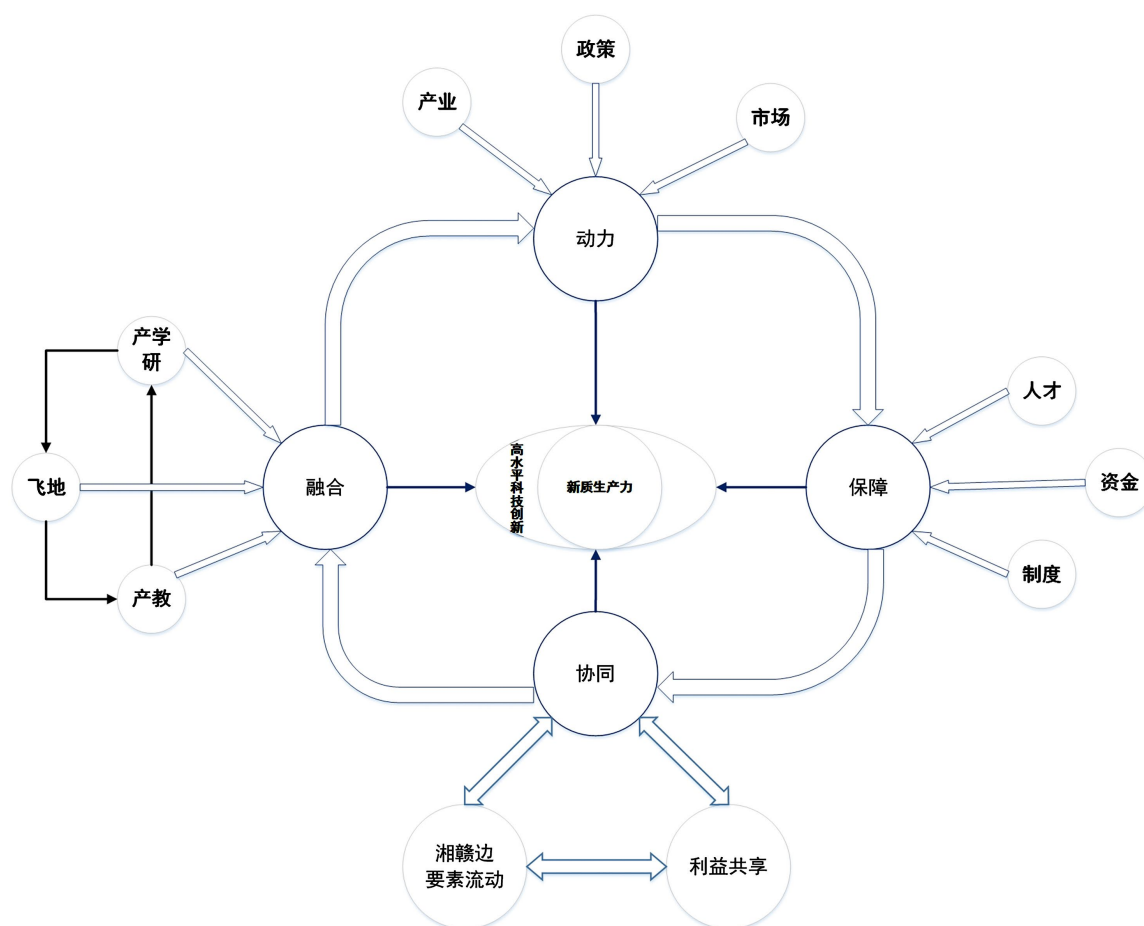 政策
产业
市场
动力
产学
研
人才
飞地
融合
高水平科技创新
新质生产力
保障
资金
产教
制度
协同
湘赣边
要素流动
利益共享